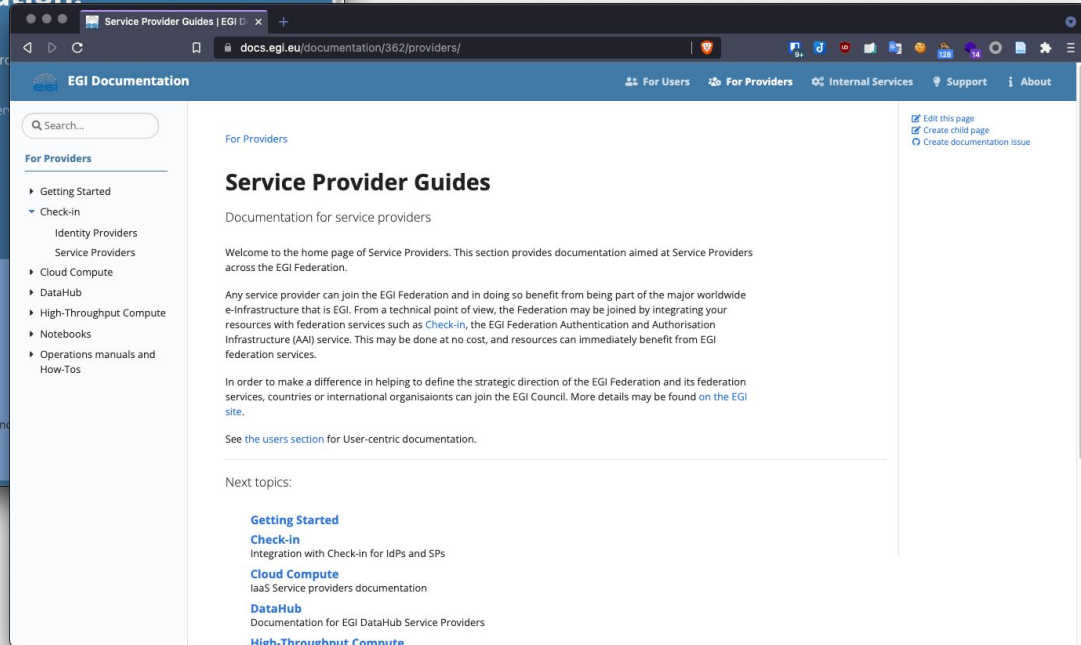 Service Provider Guides | EGI D
docs.egi.eu/documentation/362/providers/
9+
128
14
egi
EGI Documentation
For Users
For Providers
Internal Services
Support
About
Search...
For Providers
Getting Started
Check-in
Identity Providers
Service Providers
Cloud Compute
DataHub
High-Throughput Compute
Notebooks
Operations manuals and
How-Tos
For Providers
Service Provider Guides
Documentation for service providers
Welcome to the home page of Service Providers. This section provides documentation aimed at Service Providers
across the EGI Federation.
Any service provider can join the EGI Federation and in doing so benefit from being part of the major worldwide
e-Infrastructure that is EGI. From a technical point of view, the Federation may be joined by integrating your
resources with federation services such as Check-in, the EGI Federation Authentication and Authorisation
Infrastructure (AAI) service. This may be done at no cost, and resources can immediately benefit from EGI
federation services.
In order to make a difference in helping to define the strategic direction of the EGI Federation and its federation
services, countries or international organisaionts can join the EGI Council. More details may be found on the EGI
site.
See the users section for User-centric documentation.
Next topics:
Getting Started
Check-in
Integration with Check-in for IdPs and SPs
Cloud Compute
IaaS Service providers documentation
DataHub
Documentation for EGI DataHub Service Providers
High-Throughput Compute
Edit this page
Create child page
Create documentation issue